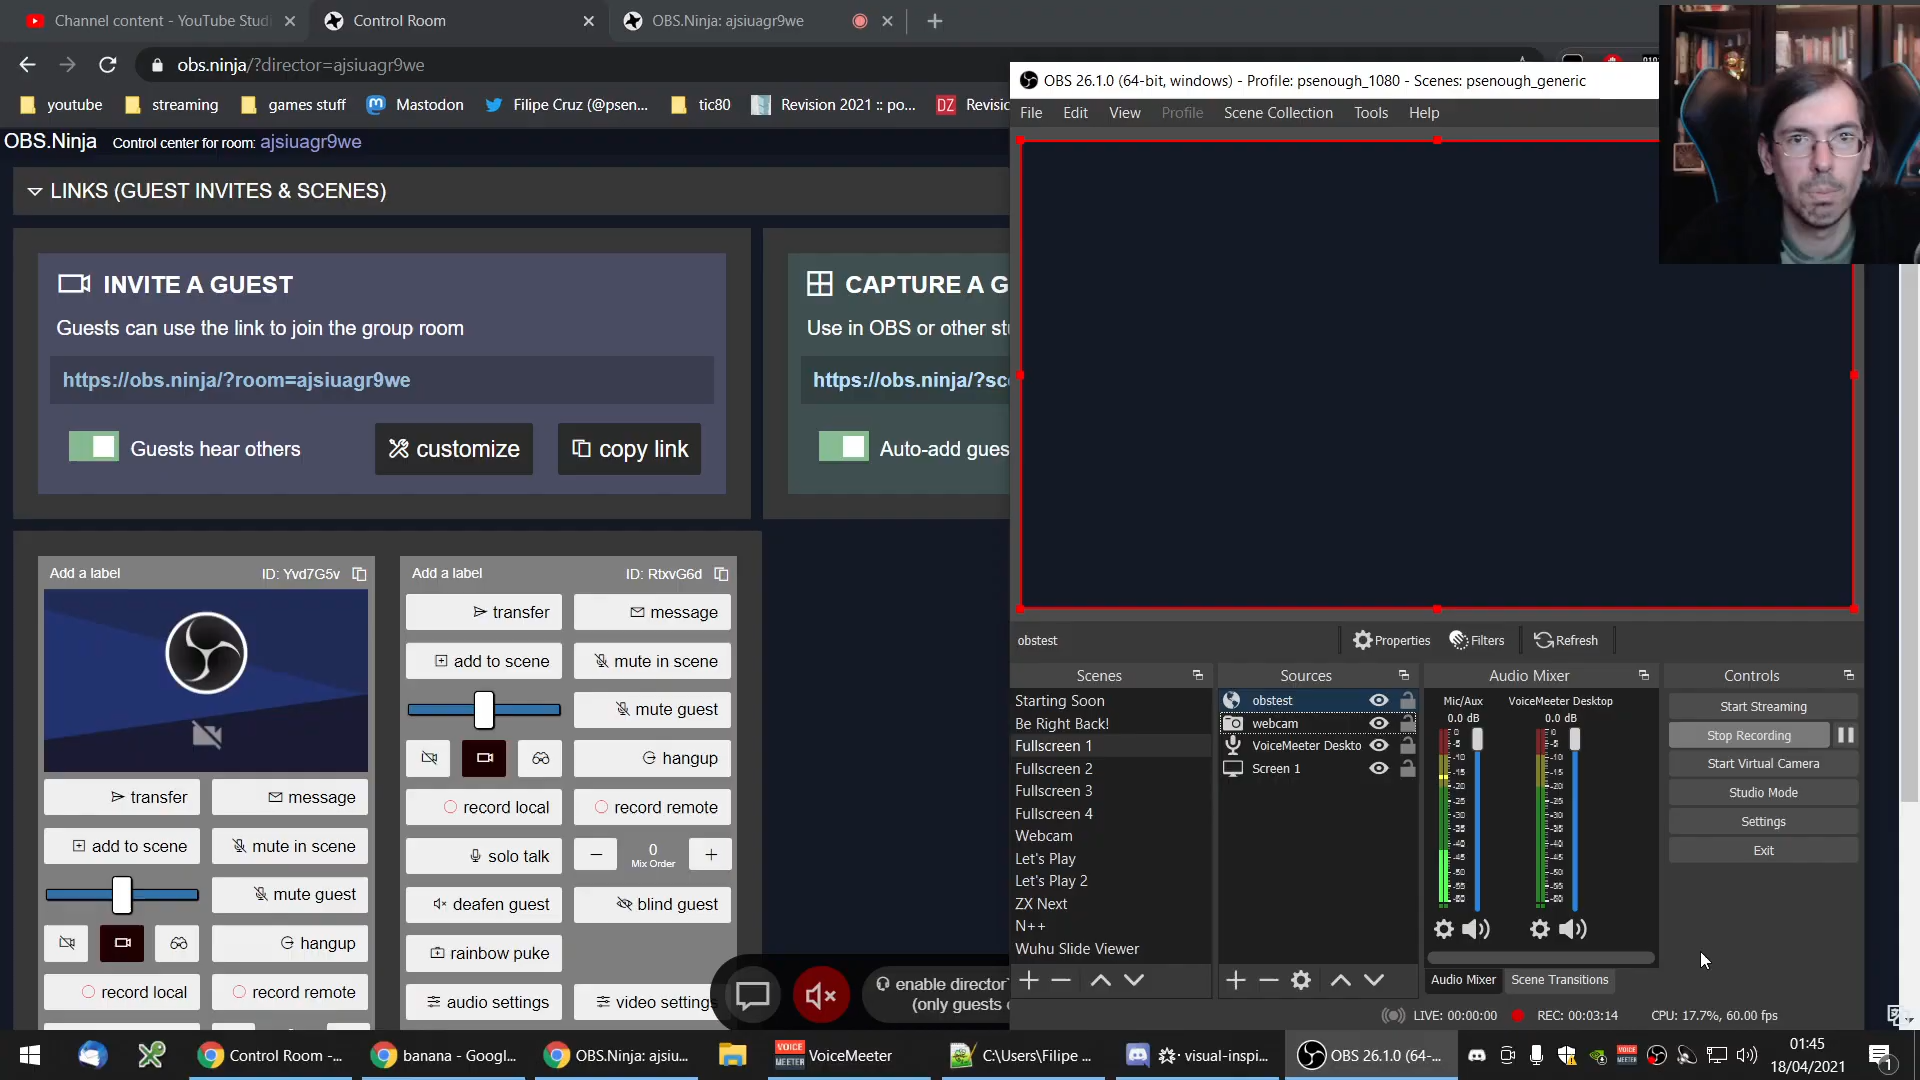 Channel content - YouTube Studi
Control Room
OBS.Ninja: ajsiuagr9we
obs.ninja/?director=ajsiuagr9we
youtube
streaming
games stuff
Mastodon
Filipe Cruz (@psen...
tic80
Revision 2021 :: po...
DZ
Revisio
OBS.Ninja Control center for room: ajsiuagr9we
LINKS (GUEST INVITES & SCENES)
INVITE A GUEST
Guests can use the link to join the group room
https://obs.ninja/?room=ajsiuagr9we
Guests hear others
customize
copy link
CAPTURE A G
Use in OBS or other st
https://obs.ninja/?sc
Auto-add gues
Add a label
ID: Yvd7G5v
transfer
message
add to scene
mute in scene
mute guest
hangup
record local
record remote
Add a label
ID: RtxvG6d
transfer
message
add to scene
mute in scene
mute guest
hangup
record local
record remote
solo talk
0
Mix Order
deafen guest
blind guest
rainbow puke
audio settings
video settings
enable director'
(only guests
OBS 26.1.0 (64-bit, windows) - Profile: psenough_1080 - Scenes: psenough_generic
File
Edit
View
Profile
Scene Collection
Tools
Help
obstest
Properties
Filters
Refresh
Scenes
Starting Soon
Be Right Back!
Fullscreen 1
Fullscreen 2
Fullscreen 3
Fullscreen 4
Webcam
Let's Play
Let's Play 2
ZX Next
N++
Wuhu Slide Viewer
Sources
obstest
webcam
VoiceMeeter Deskto
Screen 1
Audio Mixer
Mic/Aux
0.0 dB
VoiceMeeter Desktop
0.0 dB
Audio Mixer
Scene Transitions
Controls
Start Streaming
Stop Recording
Start Virtual Camera
Studio Mode
Settings
Exit
LIVE: 00:00:00
REC: 00:03:14
CPU: 17.7%, 60.00 fps
Control Room -...
banana - Googl...
OBS.Ninja: ajsiu...
VOICE
MEETER
VoiceMeeter
C:\Users\Filipe ...
visual-inspi...
OBS 26.1.0 (64-...
01:45
18/04/2021
1